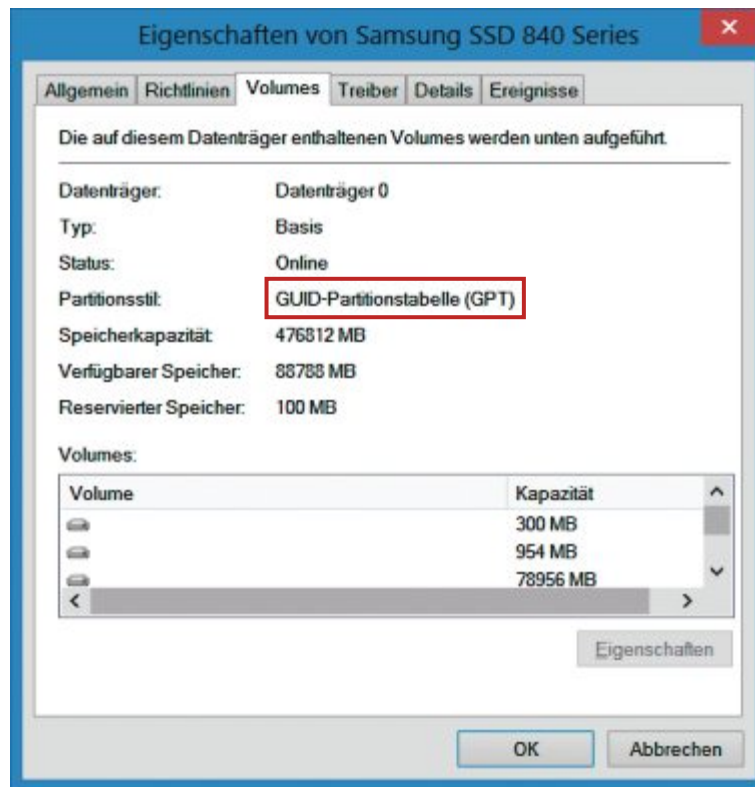 Eigenschaften von Samsung SSD 840 Series
Allgemein Richtlinien Volumes Treiber Details Ereignisse
Die auf diesem Datenträger enthaltenen Volumes werden unten aufgeführt.
Datenträger: Datenträger 0
Typ: Basis
Status: Online
Partitionsstil: GUID-Partitionstabelle (GPT)
Speicherkapazität: 476812 MB
Verfügbarer Speicher: 88788 MB
Reservierter Speicher: 100 MB
Volumes:
Volume Kapazität
300 MB
954 MB
78956 MB
Eigenschaften
OK Abbrechen